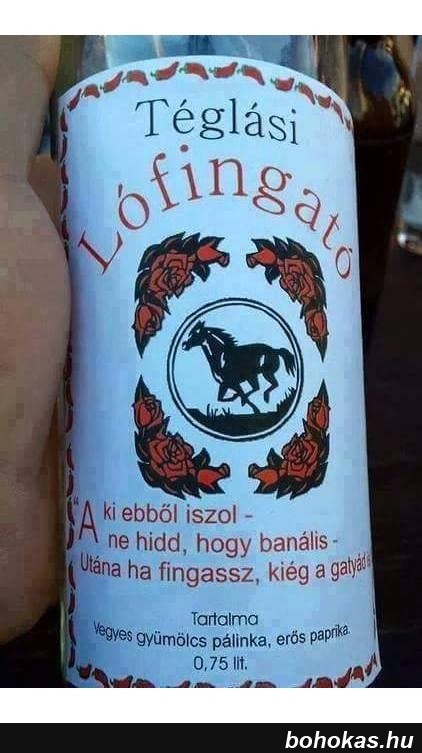 Téglási
Lófingató
"A ki ebből iszol -
ne hidd, hogy banális -
Utána ha fingassz, kiég a gatyád is
Tartalma
Vegyes gyümölcs pálinka, erős paprika.
0,75 lit.
bohokas.hu